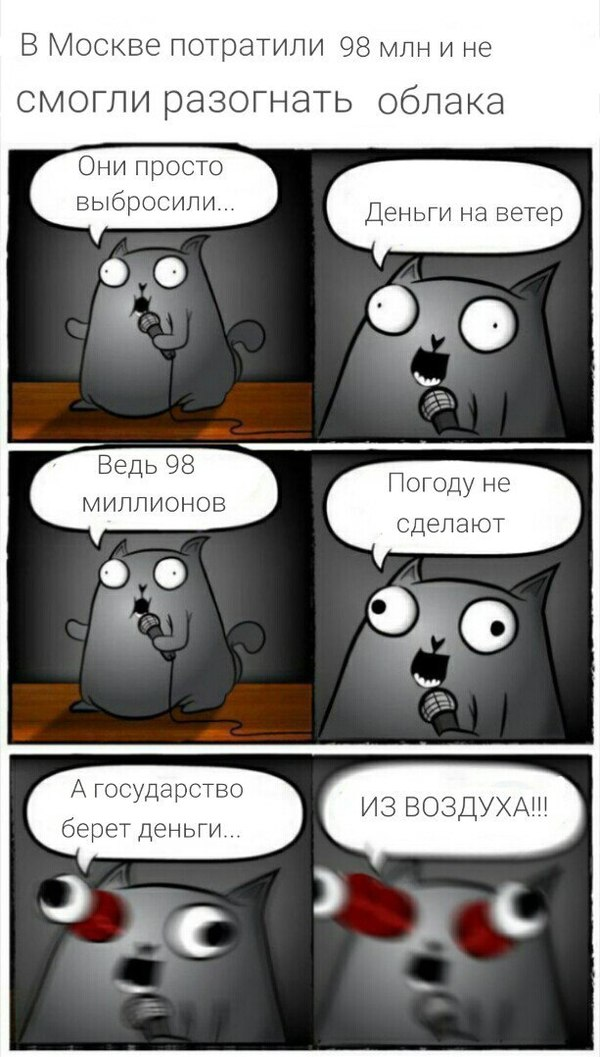 В Москве потратили 98 млн и не
смогли разогнать облака
Они просто
выбросили...
Деньги на ветер
Ведь 98
миллионов
Погоду не
сделают
А государство
берет деньги...
ИЗ ВОЗДУХА!!!